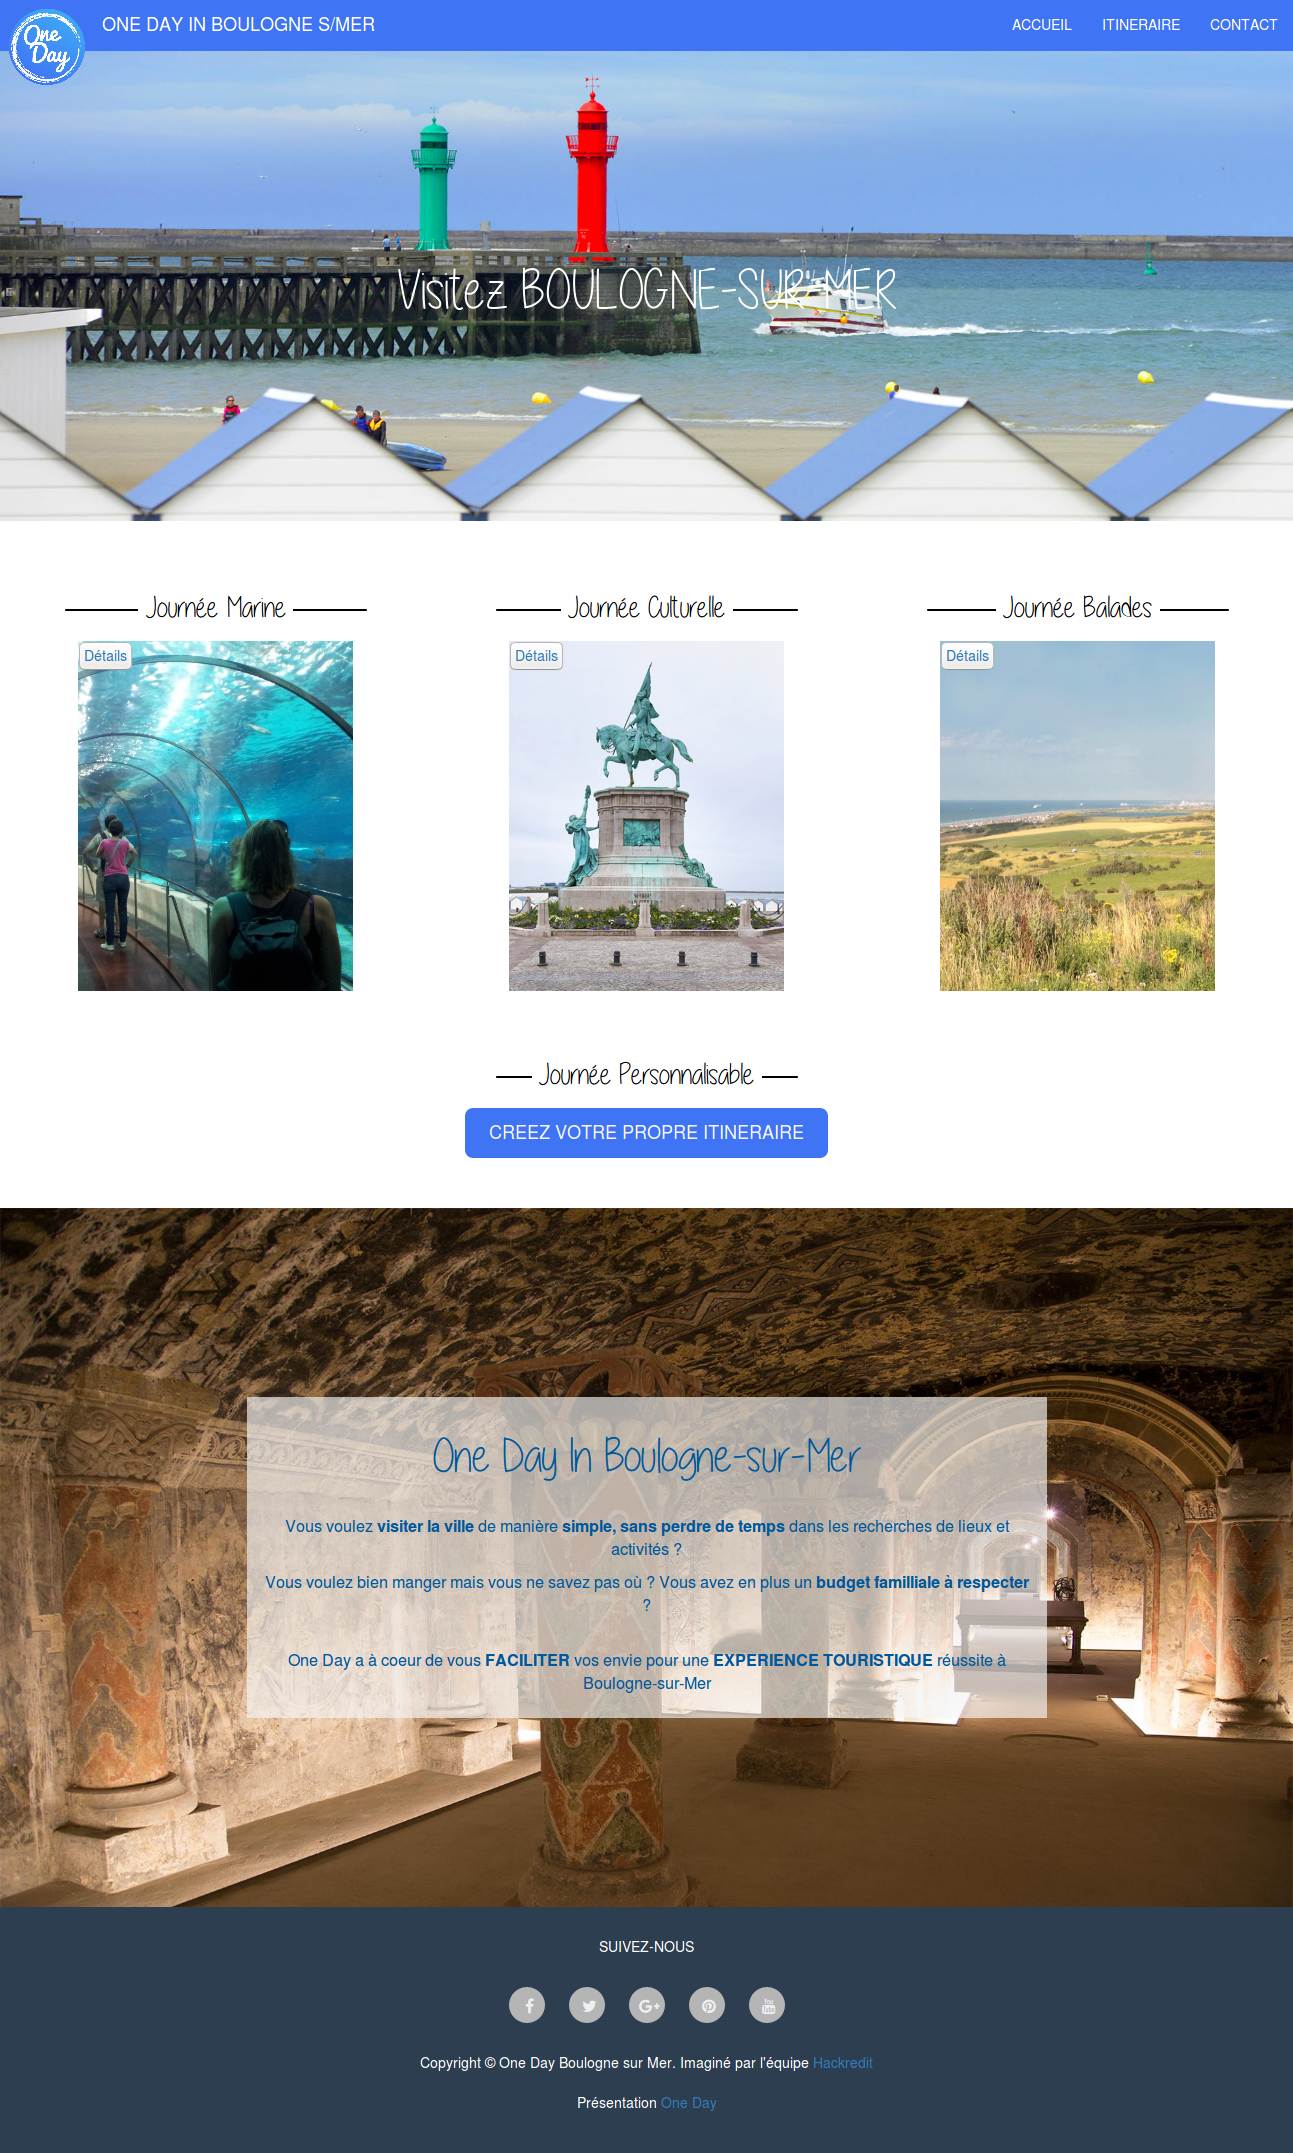 One Day
ONE DAY IN BOULOGNE S/MER
ACCUEIL
ITINERAIRE
CONTACT
Visitez BOULOGNE-SUR-MER
Journée Marine
Journée Culturelle
Journée Balades
Détails
Détails
Détails
Journée Personnalisable
CREEZ VOTRE PROPRE ITINERAIRE
One Day In Boulogne-sur-Mer
Vous voulez visiter la ville de manière simple, sans perdre de temps dans les recherches de lieux et
activités ?
Vous voulez bien manger mais vous ne savez pas où ? Vous avez en plus un budget familliale à respecter
?
One Day a à coeur de vous FACILITER vos envie pour une EXPERIENCE TOURISTIQUE réussite à
Boulogne-sur-Mer
SUIVEZ-NOUS
Copyright © One Day Boulogne sur Mer. Imaginé par l'équipe Hackredit
Présentation One Day